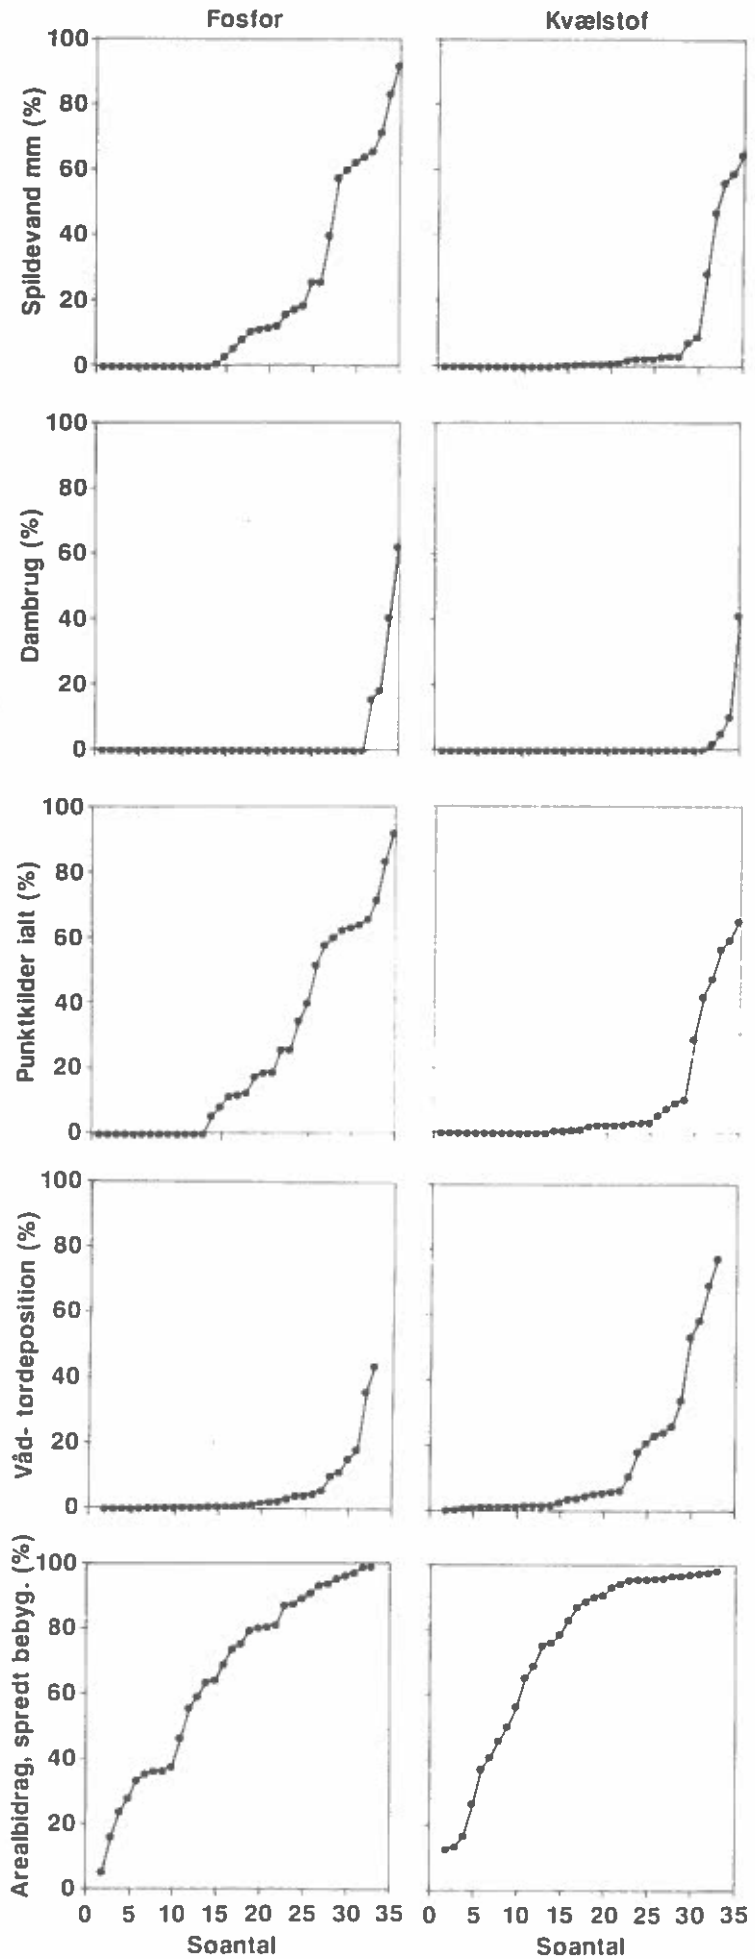 Fosfor
Kvælstof
Spildevand mm (%)
100
80
60
40
20
0
Dambrug (%)
100
80
60
40
20
0
Punktkilder ialt (%)
100
80
60
40
20
0
Våd- tørdeposition (%)
100
80
60
40
20
0
Arealbidrag, spredt bebyg. (%)
100
80
60
40
20
0
0 5 10 15 20 25 30 35
0 5 10 15 20 25 30 35
Søantal
Søantal